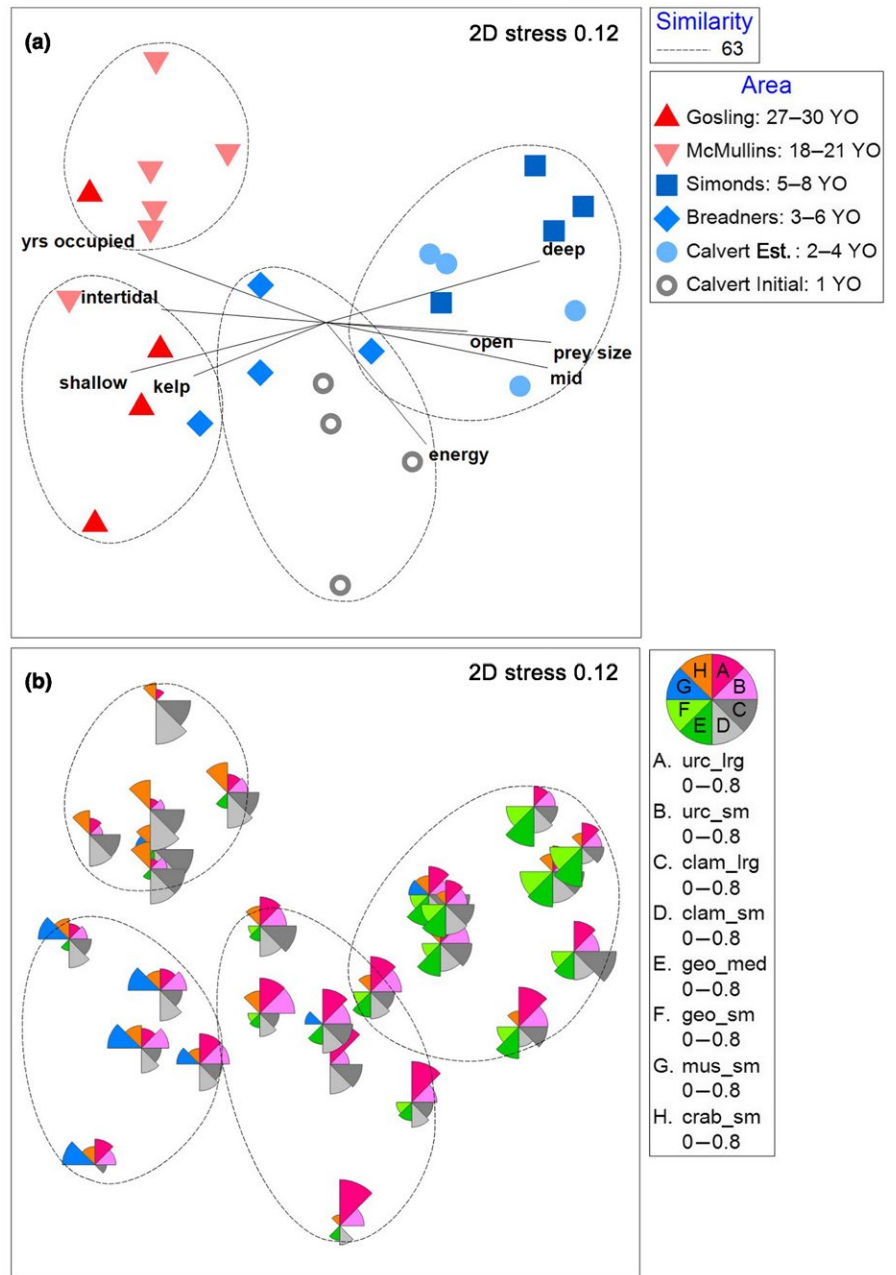 (a)
2D stress 0.12
yrs occupied
deep
intertidal
open
prey size
shallow
kelp
mid
energy
Similarity
63
Area
Gosling: 27–30 YO
McMullins: 18–21 YO
Simonds: 5–8 YO
Breadners: 3–6 YO
Calvert Est.: 2–4 YO
Calvert Initial: 1 YO
(b)
2D stress 0.12
H A
G B
F C
E D
A. urc_lrg
0–0.8
B. urc_sm
0–0.8
C. clam_lrg
0–0.8
D. clam_sm
0–0.8
E. geo_med
0–0.8
F. geo_sm
0–0.8
G. mus_sm
0–0.8
H. crab_sm
0–0.8